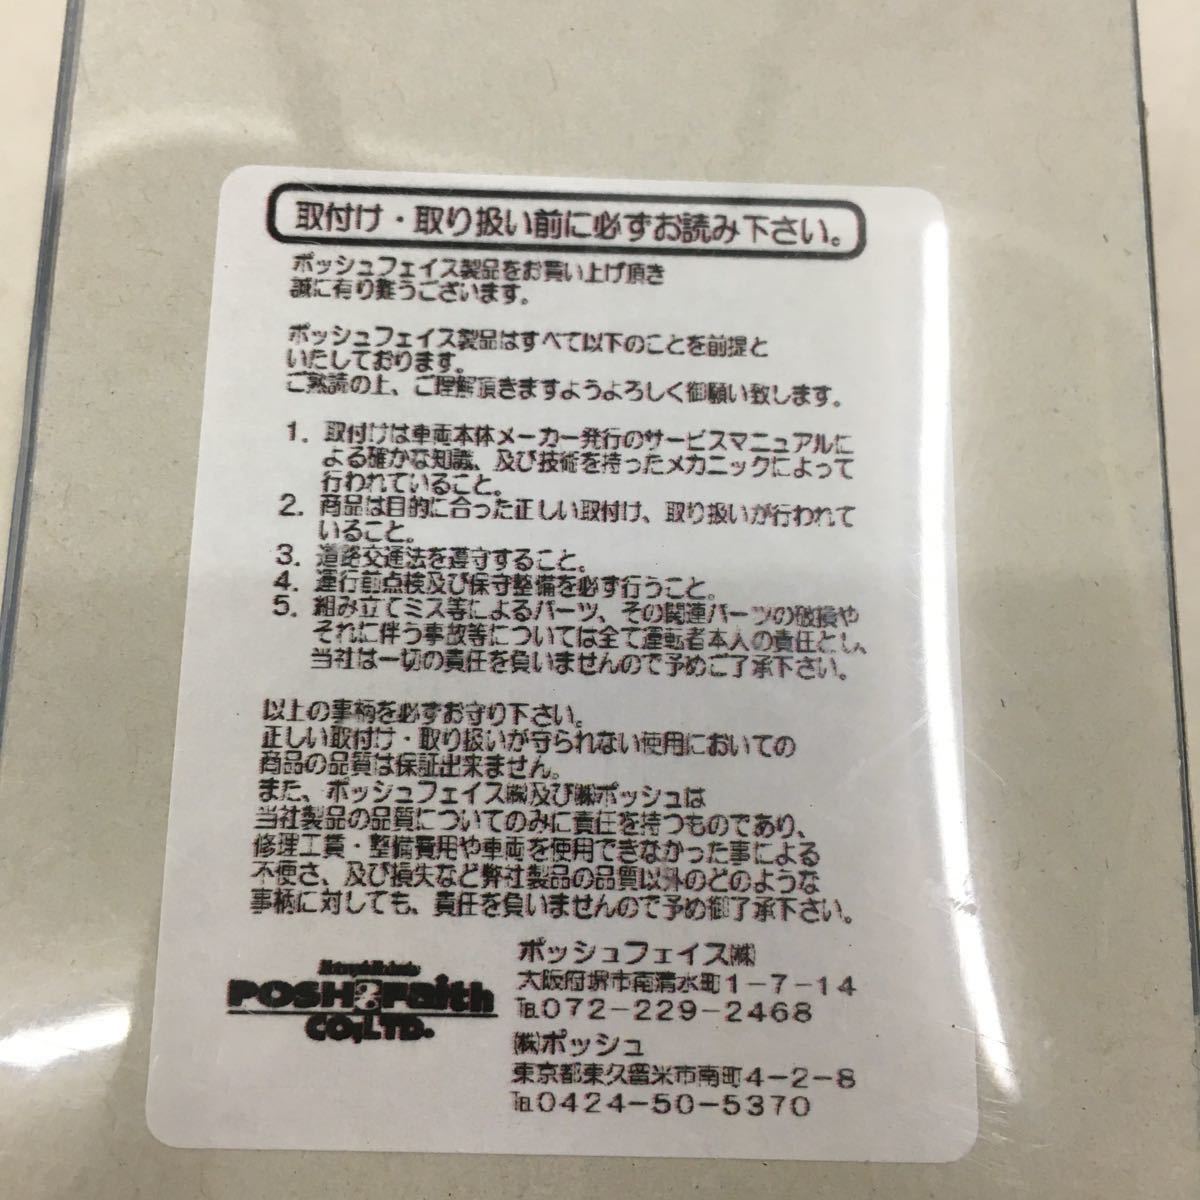 取付け・取り扱い前に必ずお読み下さい。
ポッシュフェイス製品をお買い上げ頂き
誠に有り難うございます。
ポッシュフェイス製品はすべて以下のことを前提と
いたしております。
ご熟読の上、ご理解頂きますようよろしく御願い致します。
1. 取付けは車両本体メーカー発行のサービスマニュアルに
よる確かな知識、及び技術を持ったメカニックによって
行われていること。
2. 商品は目的に合った正しい取付け、取り扱いが行われて
いること。
3. 道路交通法を遵守すること。
4. 運行前点検及び保守整備を必ず行うこと。
5. 組み立てミス等によるパーツ、その関連パーツの破損や
それに伴う事故等については全て運転者本人の責任とし、
当社は一切の責任を負いませんので予めご了承下さい。
以上の事柄を必ずお守り下さい。
正しい取付け・取り扱いが守られない使用においての
商品の品質は保証出来ません。
また、ポッシュフェイス㈱及び㈱ポッシュは
当社製品の品質についてのみに責任を持つものであり、
修理工賃・整備費用や車両を使用できなかった事による
不便さ、及び損失など弊社製品の品質以外のどのような
事柄に対しても、責任を負いませんので予め御了承下さい。
POSH Faith
CO.,LTD.
ポッシュフェイス㈱
大阪府堺市南清水町1-7-14
℡072-229-2468
㈱ポッシュ
東京都東久留米市南町4-2-8
℡0424-50-5370